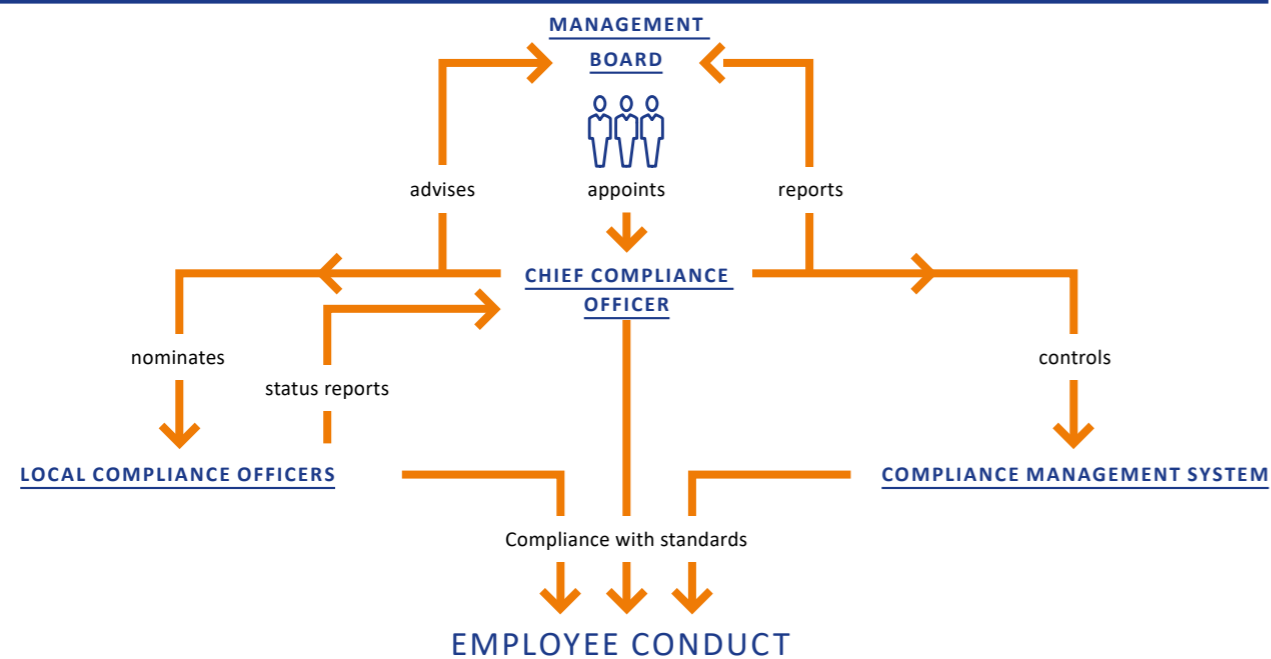 MANAGEMENT
BOARD
advises
appoints
reports
CHIEF COMPLIANCE
OFFICER
nominates
controls
status reports
LOCAL COMPLIANCE OFFICERS
COMPLIANCE MANAGEMENT SYSTEM
Compliance with standards
EMPLOYEE CONDUCT